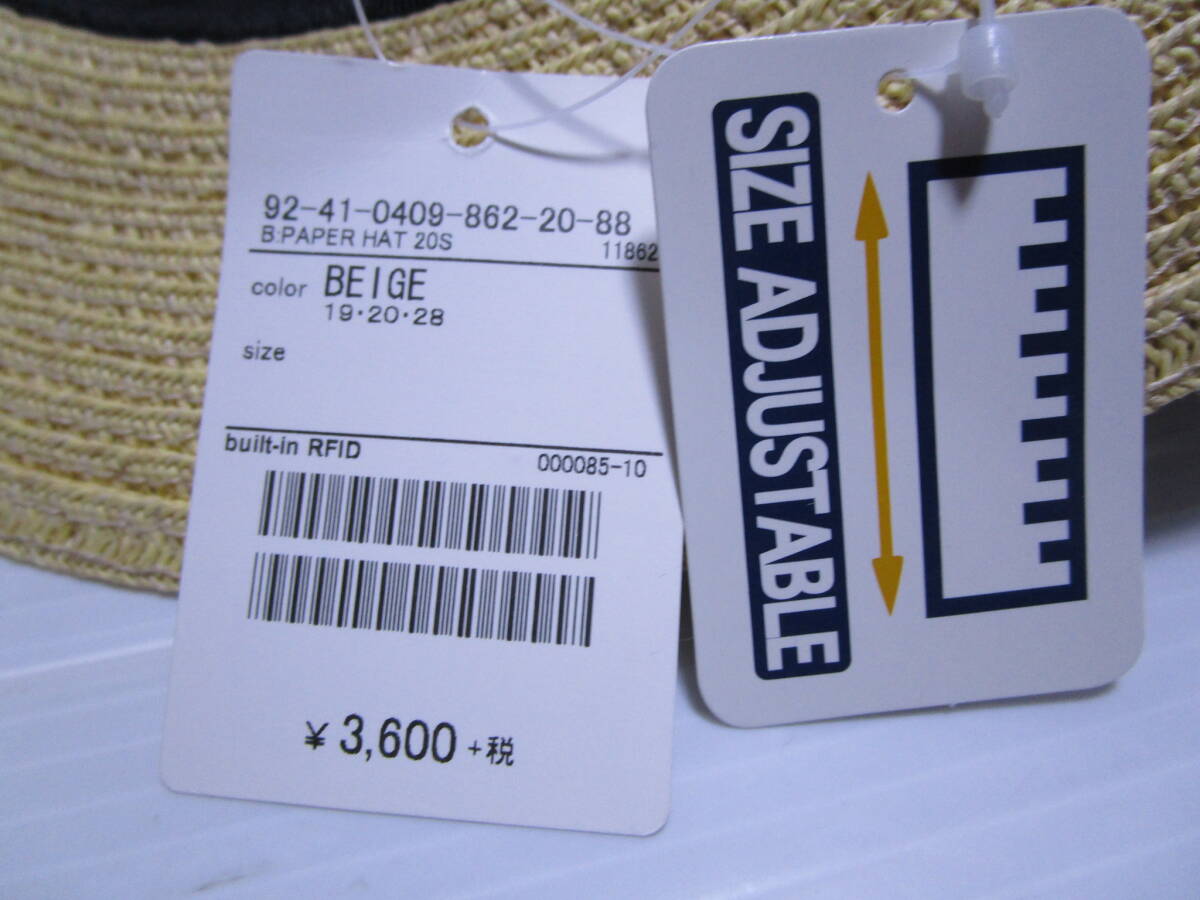 92-41-0409-862-20-88
B:PAPER HAT 20S 11862
color BEIGE
19・20・28
size
built-in RFID 000085-10
¥ 3,600 +税
SIZE ADJUSTABLE